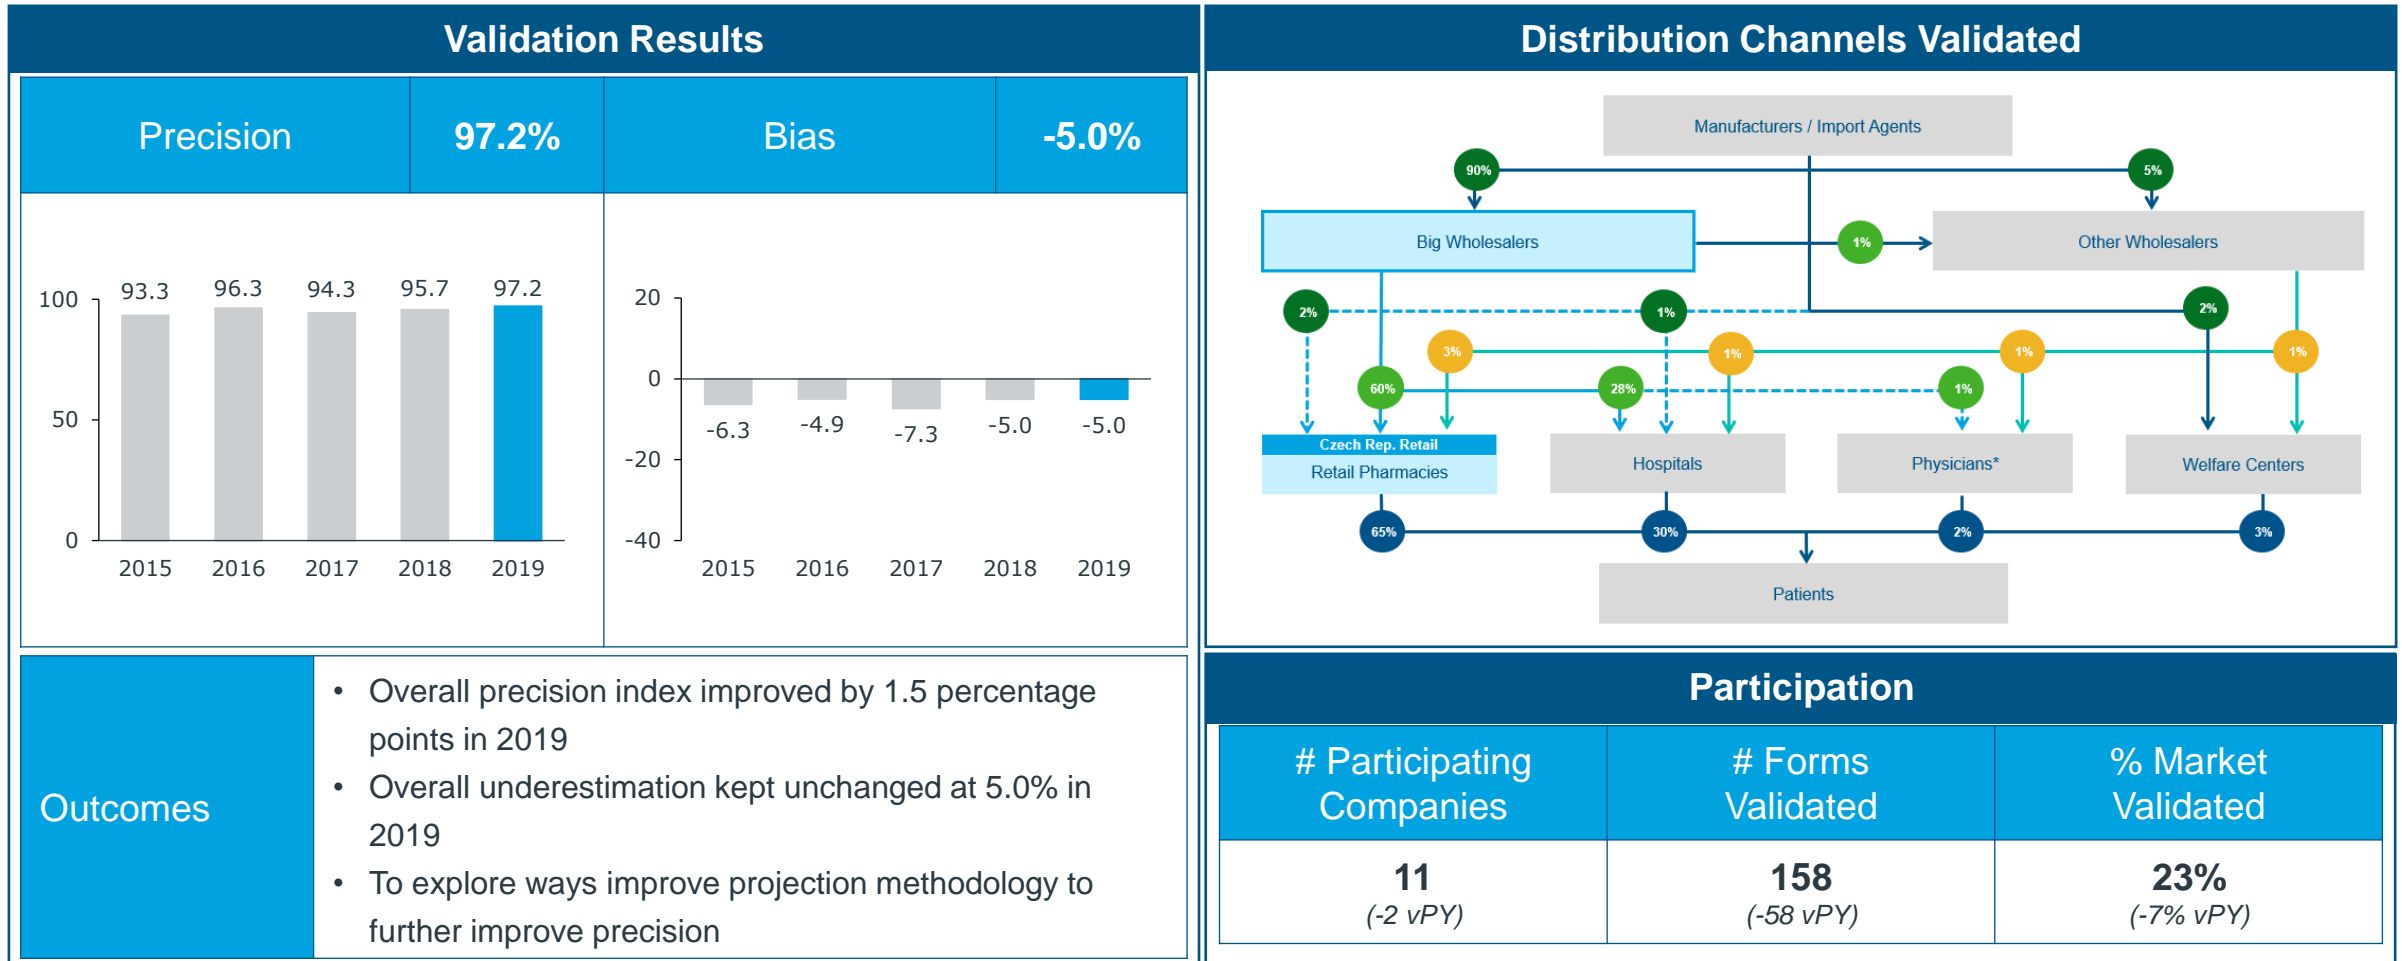 Validation Results
Precision
97.2%
Bias
-5.0%
93.3
96.3
94.3
95.7
97.2
100
50
0
2015
2016
2017
2018
2019
20
0
-20
-40
-6.3
-4.9
-7.3
-5.0
-5.0
2015
2016
2017
2018
2019
Outcomes
• Overall precision index improved by 1.5 percentage
points in 2019
• Overall underestimation kept unchanged at 5.0% in
2019
• To explore ways improve projection methodology to
further improve precision
Distribution Channels Validated
Manufacturers / Import Agents
90%
5%
Big Wholesalers
1%
Other Wholesalers
2%
1%
2%
3%
1%
1%
1%
60%
28%
1%
Czech Rep. Retail
Retail Pharmacies
Hospitals
Physicians*
Welfare Centers
65%
30%
2%
3%
Patients
Participation
# Participating
Companies
# Forms
Validated
% Market
Validated
11
(-2 vPY)
158
(-58 vPY)
23%
(-7% vPY)